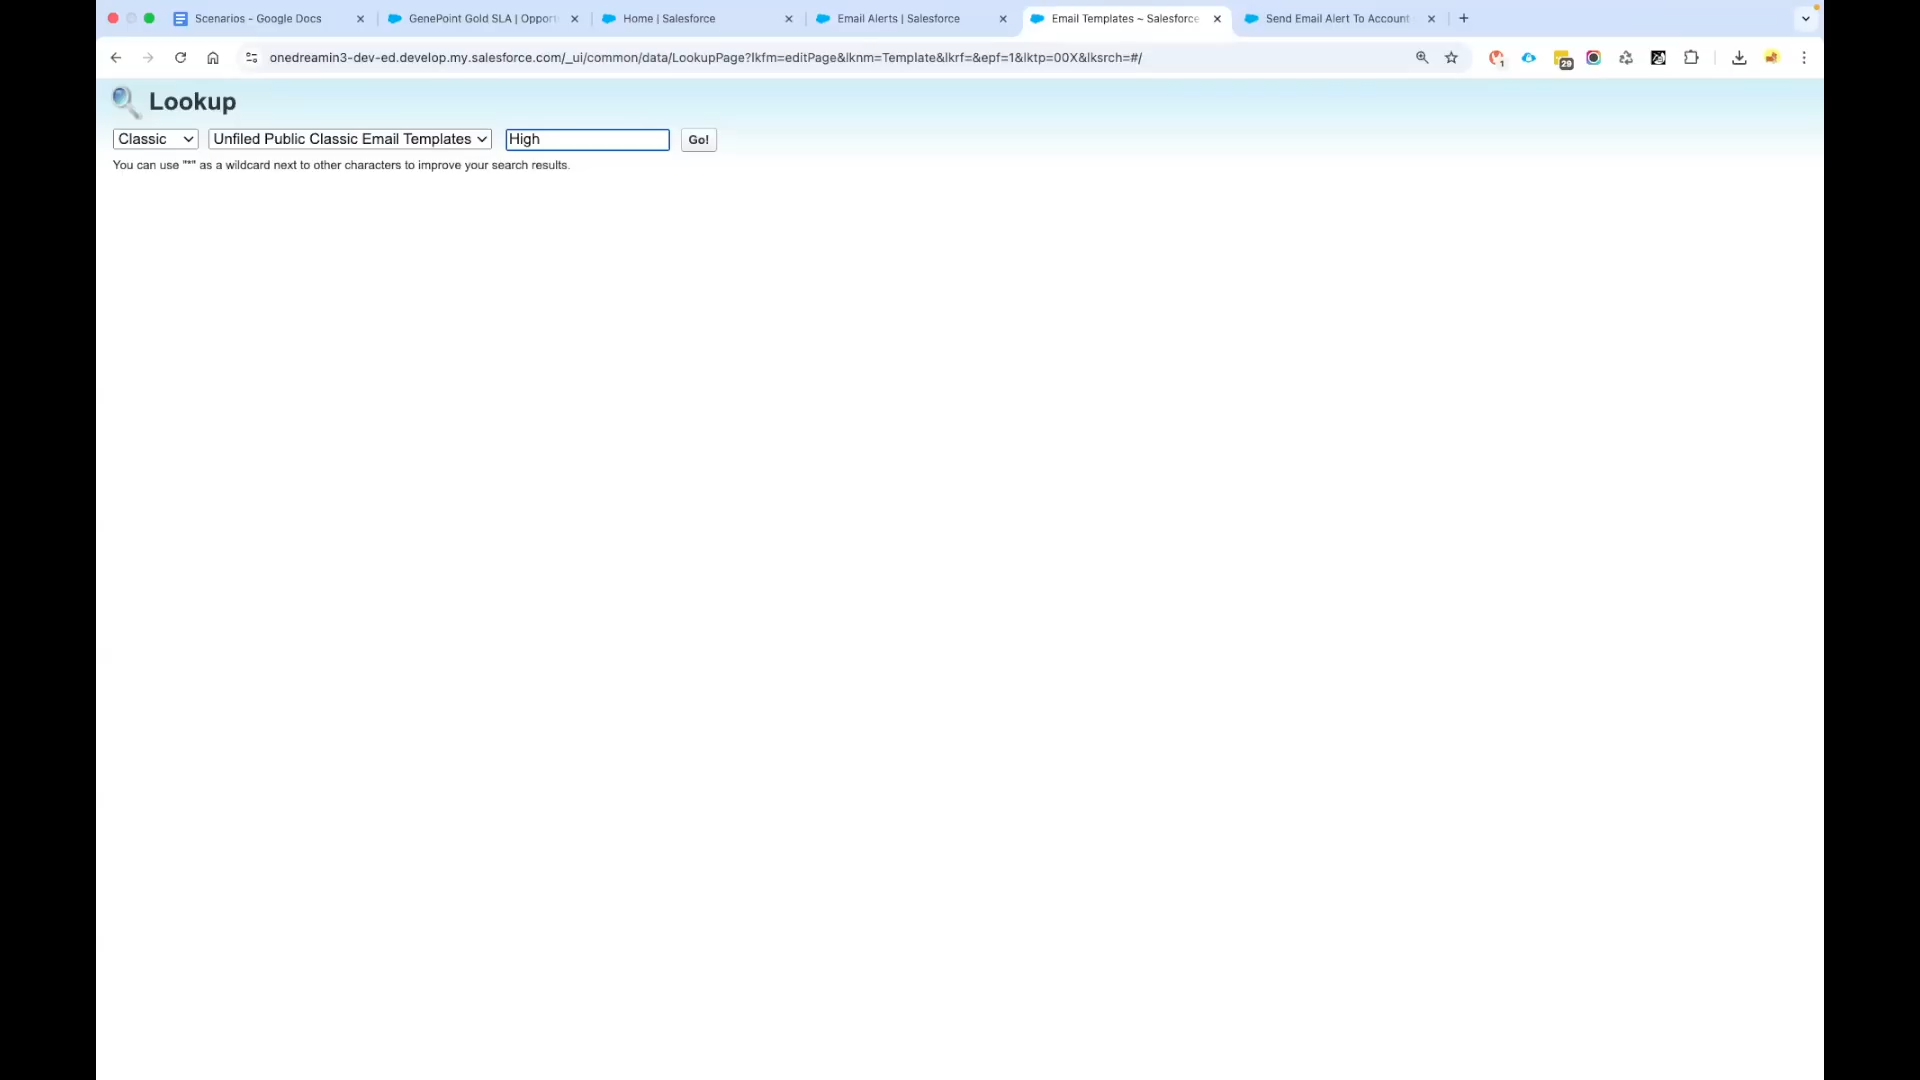 Scenarios - Google Docs
GenePoint Gold SLA | Opport
Home | Salesforce
Email Alerts | Salesforce
Email Templates ~ Salesforce
Send Email Alert To Account
onedreamin3-dev-ed.develop.my.salesforce.com/_ui/common/data/LookupPage?lkfm=editPage&lknm=Template&lkrf=&epf=1&lktp=00X&lksrch=#/
1
29
Lookup
Classic
Unfiled Public Classic Email Templates
High
Go!
You can use "*" as a wildcard next to other characters to improve your search results.